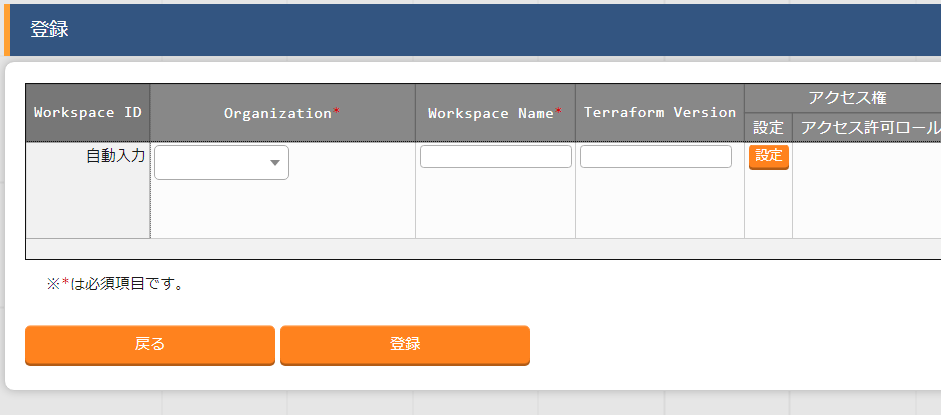 登録
Workspace ID Organization* Workspace Name* Terraform Version アクセス権
設定 アクセス許可ロール
自動入力 設定
※*は必須項目です。
戻る 登録